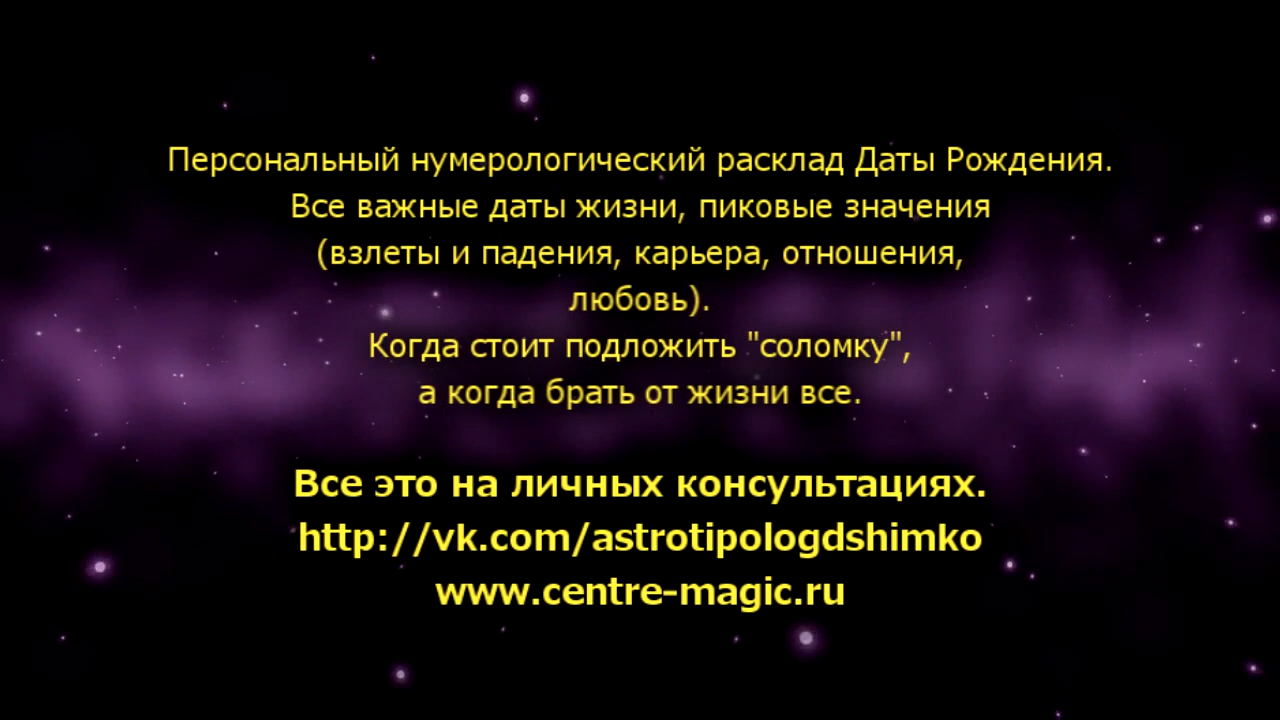 Персональный нумерологический расклад Даты Рождения.
Все важные даты жизни, пиковые значения
(взлеты и падения, карьера, отношения,
любовь).
Когда стоит подложить "соломку",
а когда брать от жизни все.
Все это на личных консультациях.
http://vk.com/astrotipologdshimko
www.centre-magic.ru